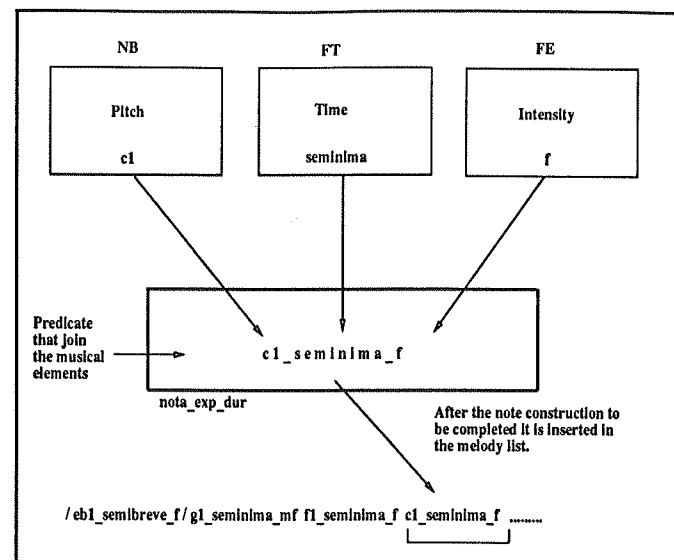 NB FT FE
Pitch Time Intensity
c1 seminima f
Predicate
that join
the musical
elements
c1_seminima_f
nota_exp_dur
After the note construction to
be completed it is inserted in
the melody list.
/ eb1_semibreve_f / g1_seminima_mf f1_seminima_f c1_seminima_f .........